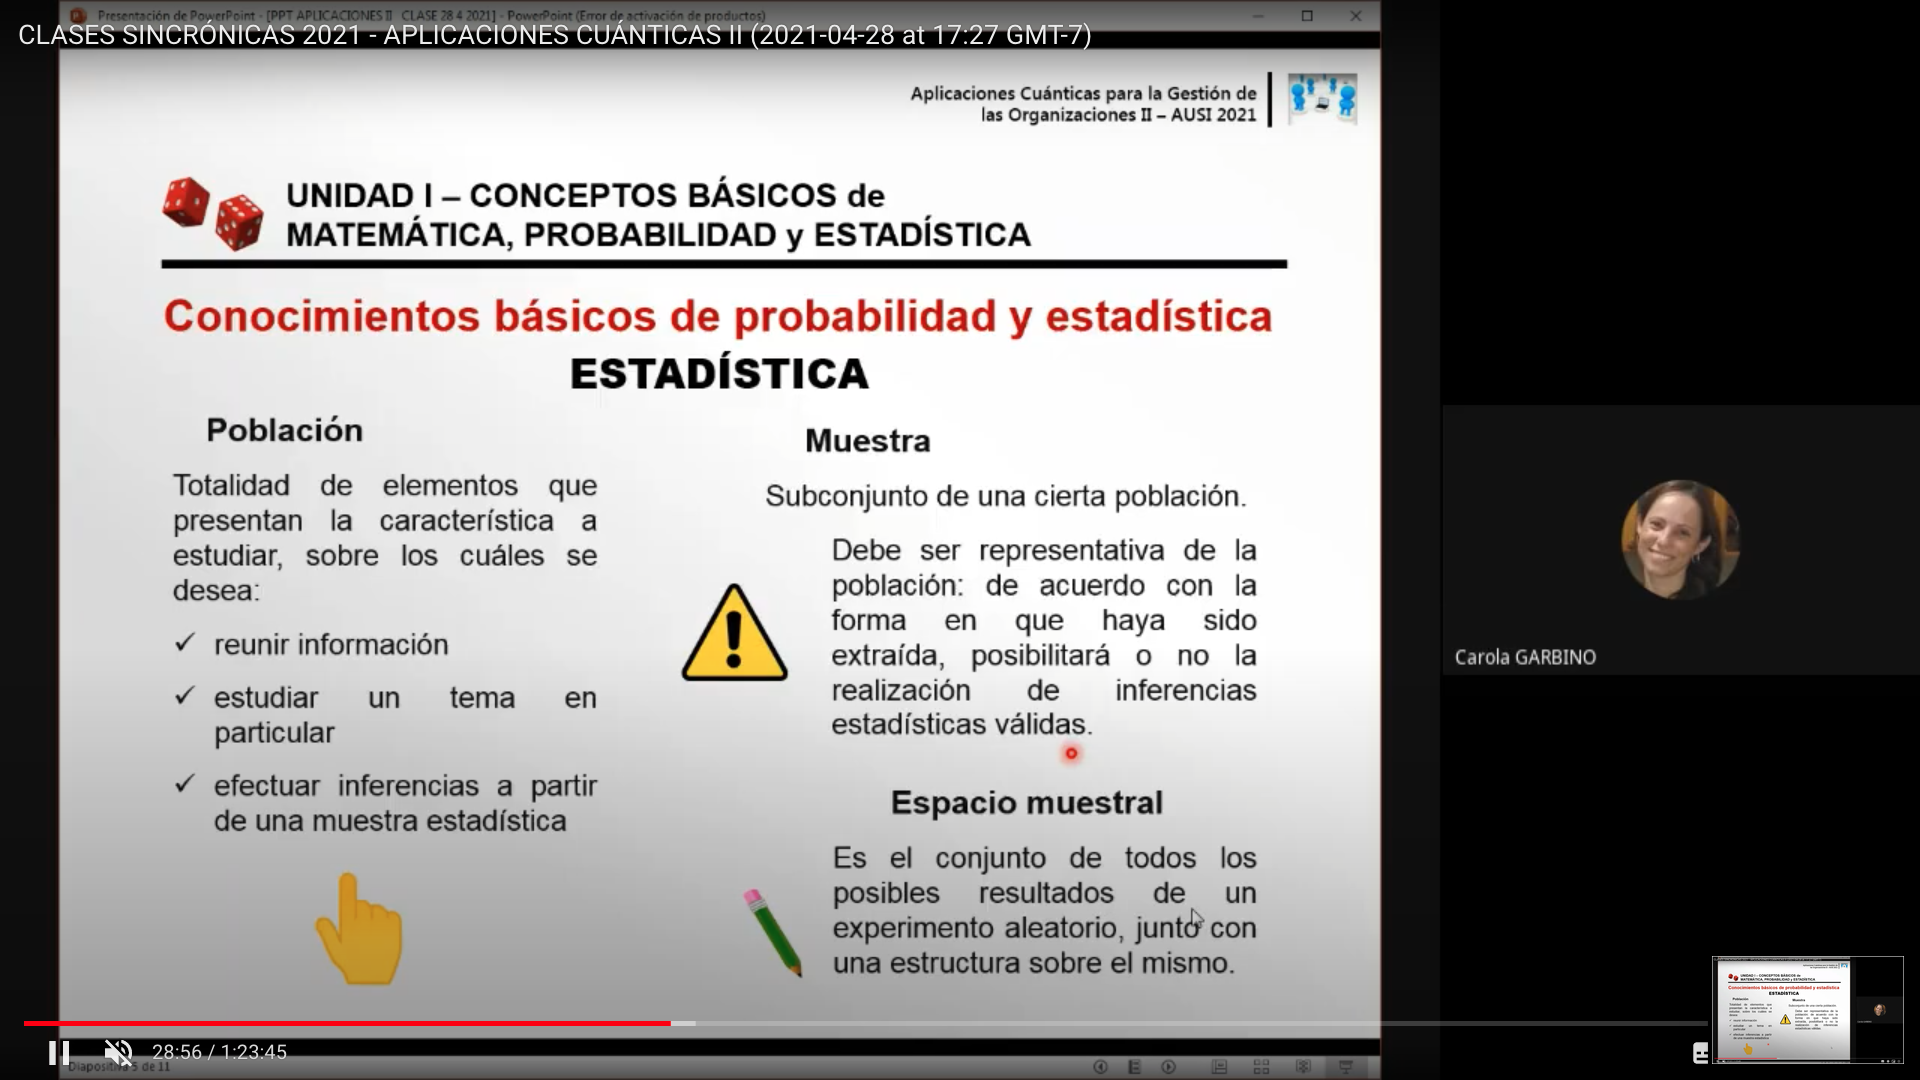 Presentación de PowerPoint - [PPT APLICACIONES II CLASE 28 4 2021] - PowerPoint (Error de activación de productos)
CLASES SINCRÓNICAS 2021 - APLICACIONES CUÁNTICAS II (2021-04-28 at 17:27 GMT-7)
Aplicaciones Cuánticas para la Gestión de
las Organizaciones II – AUSI 2021
UNIDAD I – CONCEPTOS BÁSICOS de
MATEMÁTICA, PROBABILIDAD y ESTADÍSTICA
Conocimientos básicos de probabilidad y estadística
ESTADÍSTICA
Población
Totalidad de elementos que
presentan la característica a
estudiar, sobre los cuáles se
desea:
✓ reunir información
✓ estudiar un tema en
particular
✓ efectuar inferencias a partir
de una muestra estadística
Muestra
Subconjunto de una cierta población.
Debe ser representativa de la
población: de acuerdo con la
forma en que haya sido
extraída, posibilitará o no la
realización de inferencias
estadísticas válidas.
Espacio muestral
Es el conjunto de todos los
posibles resultados de un
experimento aleatorio, junto con
una estructura sobre el mismo.
Carola GARBINO
28:56 / 1:23:45
Diapositiva 5 de 11